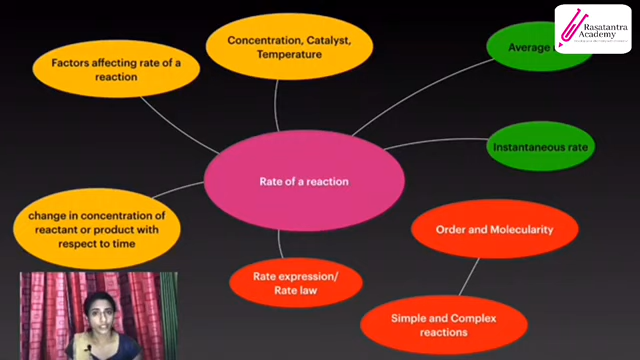 Rasatantra
Academy
Concentration, Catalyst,
Temperature
Average
Factors affecting rate of a
reaction
Instantaneous rate
Rate of a reaction
change in concentration of
reactant or product with
respect to time
Order and Molecularity
Rate expression/
Rate law
Simple and Complex
reactions